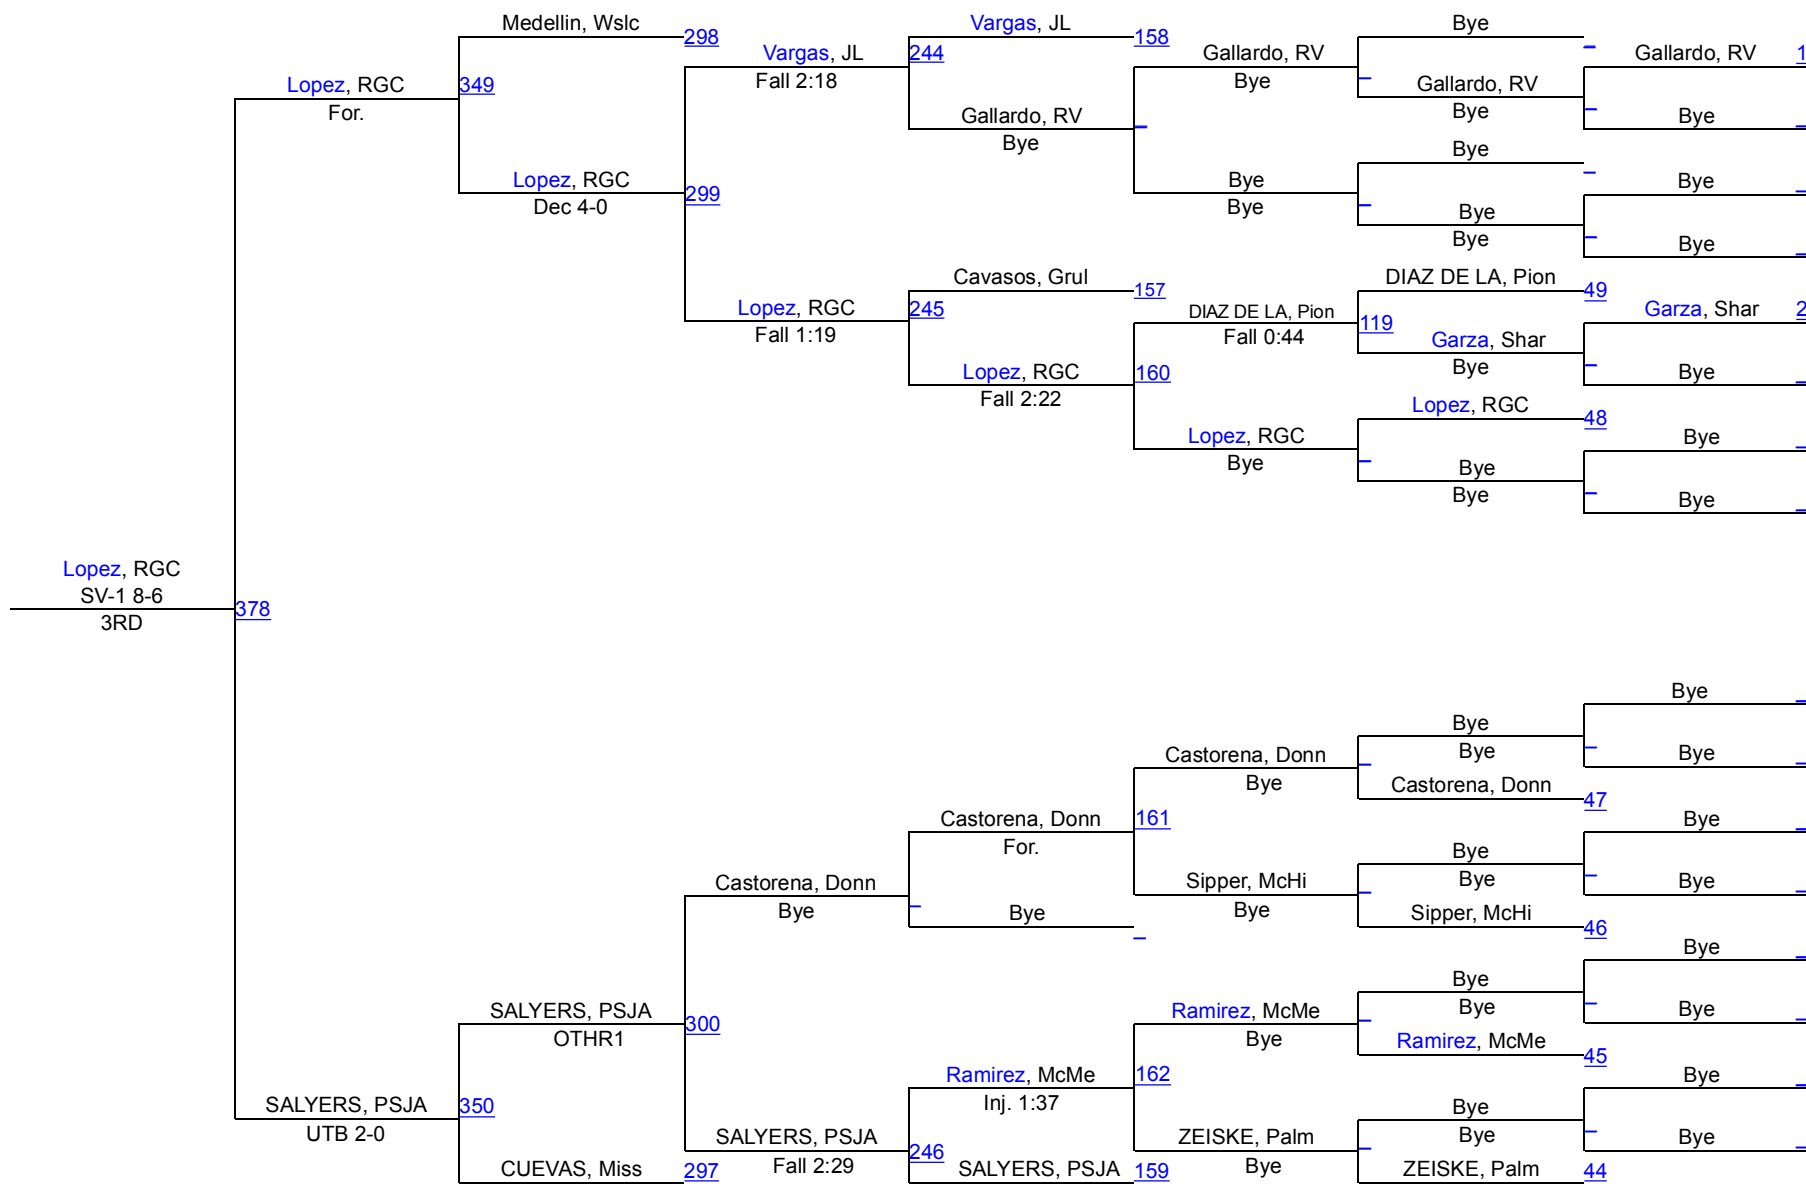 Medellin, Wslc
298
Lopez, RGC
For.
349
Lopez, RGC
Dec 4-0
299
Vargas, JL
Fall 2:18
244
Vargas, JL
158
Gallardo, RV
Bye
Gallardo, RV
Bye
Bye
Gallardo, RV
Bye
Gallardo, RV
1
Bye
Bye
Bye
Bye
Bye
Bye
Bye
Bye
Lopez, RGC
Fall 1:19
245
Cavasos, Grul
157
Lopez, RGC
Fall 2:22
160
DIAZ DE LA, Pion
Fall 0:44
119
DIAZ DE LA, Pion
49
Garza, Shar
Bye
Garza, Shar
2
Bye
Lopez, RGC
Bye
Lopez, RGC
48
Bye
Bye
Bye
Bye
Lopez, RGC
SV-1 8-6
3RD
378
SALYERS, PSJA
UTB 2-0
350
SALYERS, PSJA
OTHR1
300
CUEVAS, Miss
297
Castorena, Donn
Bye
Castorena, Donn
For.
161
Bye
Castorena, Donn
Bye
Bye
Bye
Castorena, Donn
47
Bye
Bye
Sipper, McHi
Bye
Bye
Bye
Sipper, McHi
46
Bye
Bye
SALYERS, PSJA
Fall 2:29
246
Ramirez, McMe
Inj. 1:37
162
SALYERS, PSJA
159
Ramirez, McMe
Bye
Bye
Bye
Ramirez, McMe
45
Bye
Bye
ZEISKE, Palm
Bye
Bye
Bye
ZEISKE, Palm
44
Bye
Bye